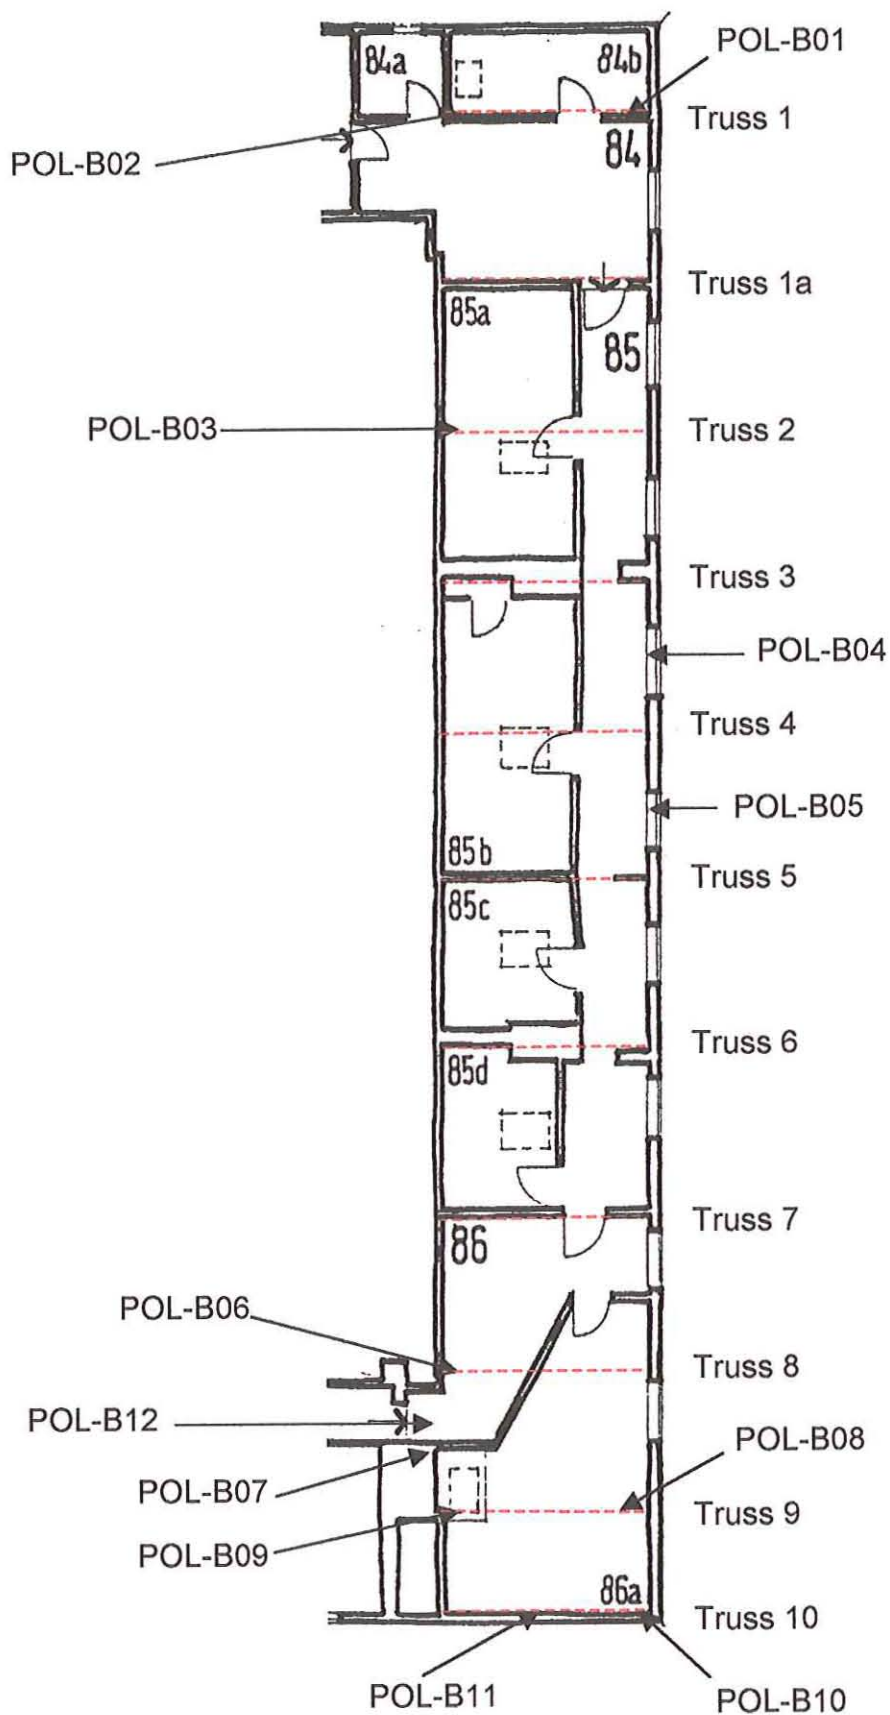 POL-B01
84a
84b
Truss 1
84
POL-B02
Truss 1a
85a
85
POL-B03
Truss 2
Truss 3
POL-B04
Truss 4
POL-B05
85b
Truss 5
85c
Truss 6
85d
Truss 7
86
POL-B06
Truss 8
POL-B12
POL-B08
POL-B07
Truss 9
POL-B09
86a
Truss 10
POL-B11
POL-B10